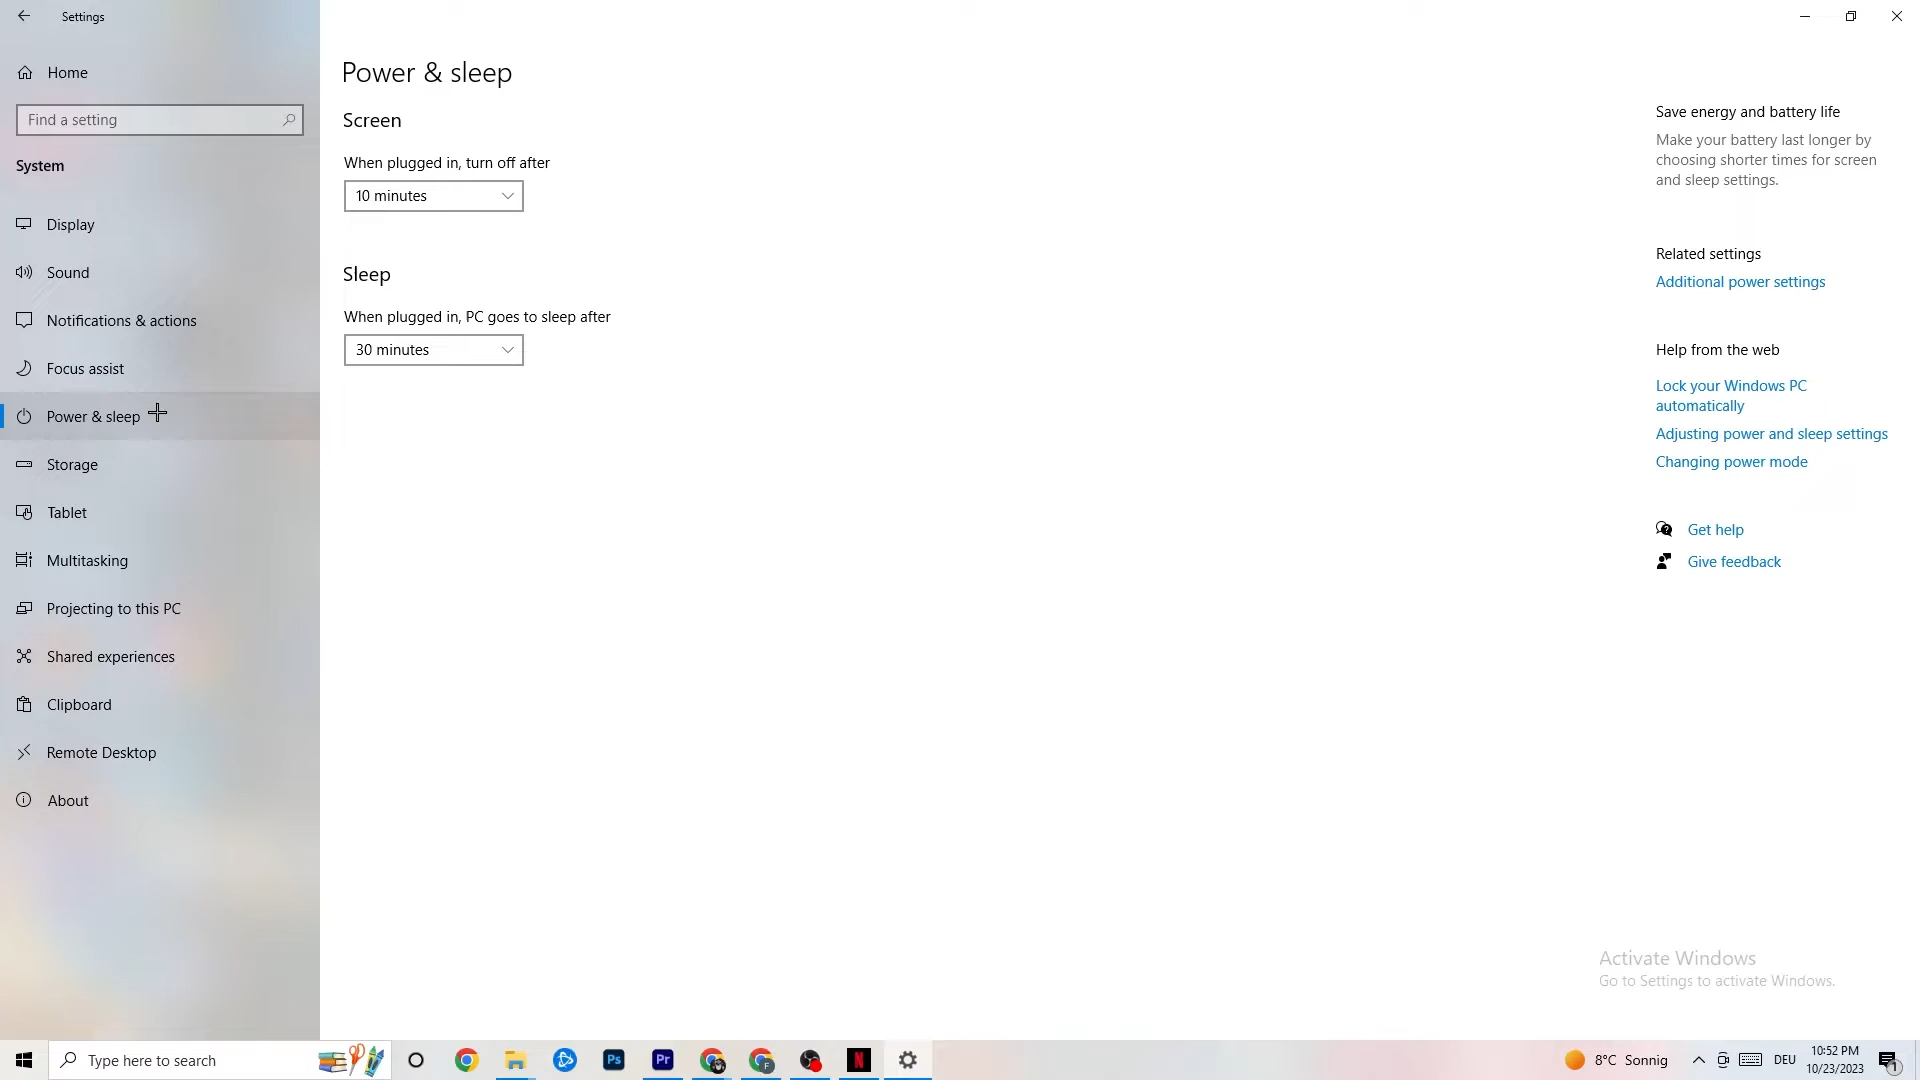 Settings
Home
Find a setting
System
Display
Sound
Notifications & actions
Focus assist
Power & sleep
Storage
Tablet
Multitasking
Projecting to this PC
Shared experiences
Clipboard
Remote Desktop
About
Power & sleep
Screen
When plugged in, turn off after
10 minutes
Sleep
When plugged in, PC goes to sleep after
30 minutes
Save energy and battery life
Make your battery last longer by
choosing shorter times for screen
and sleep settings.
Related settings
Additional power settings
Help from the web
Lock your Windows PC
automatically
Adjusting power and sleep settings
Changing power mode
Get help
Give feedback
Activate Windows
Go to Settings to activate Windows.
Type here to search
Ps
Pr
F
N
8°C Sonnig
DEU
10:52 PM
10/23/2023
1